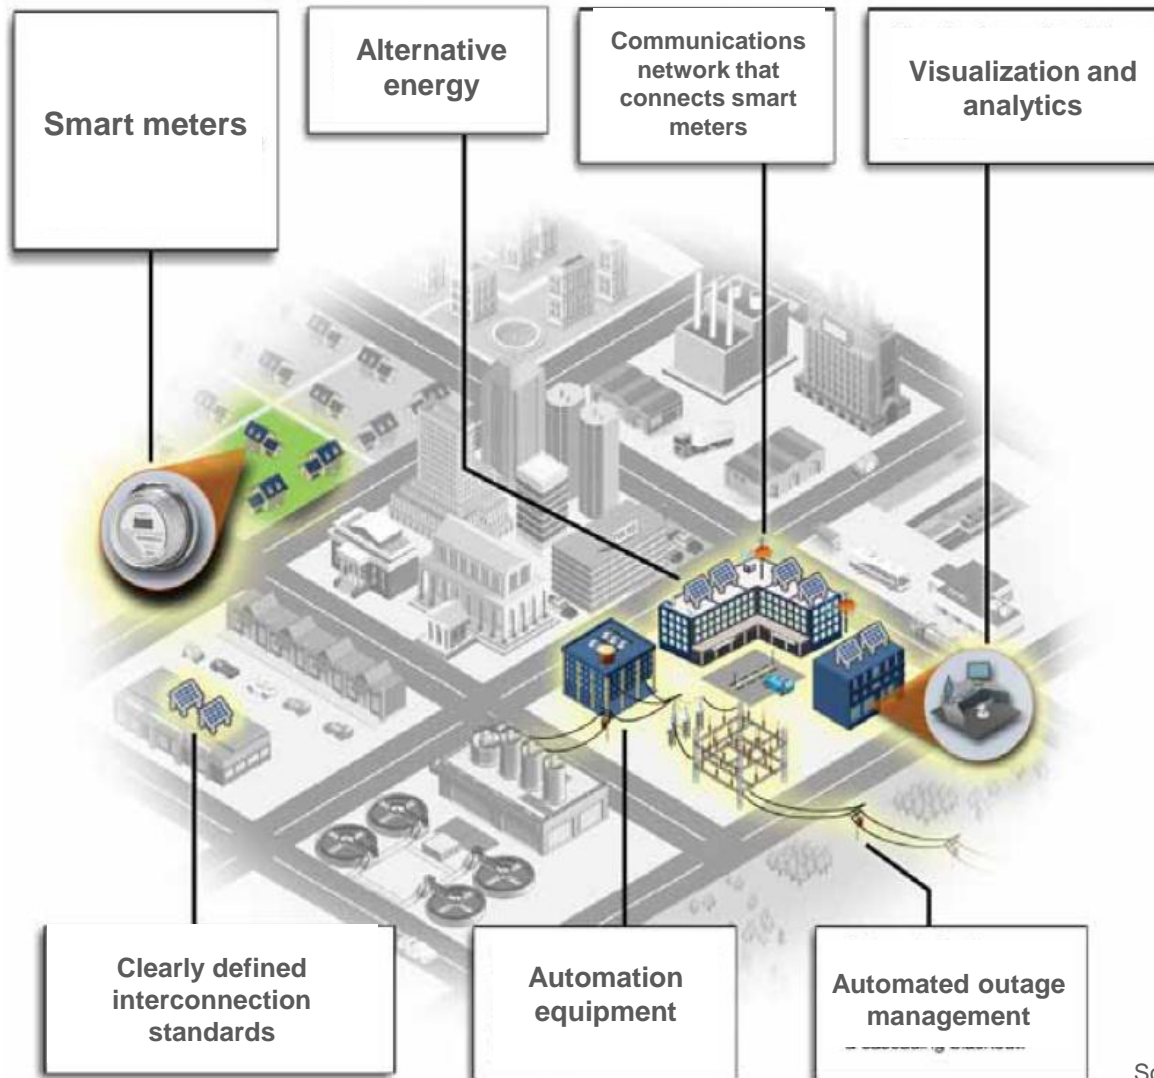 Smart meters
Alternative
energy
Communications
network that
connects smart
meters
Visualization and
analytics
Clearly defined
interconnection
standards
Automation
equipment
Automated outage
management